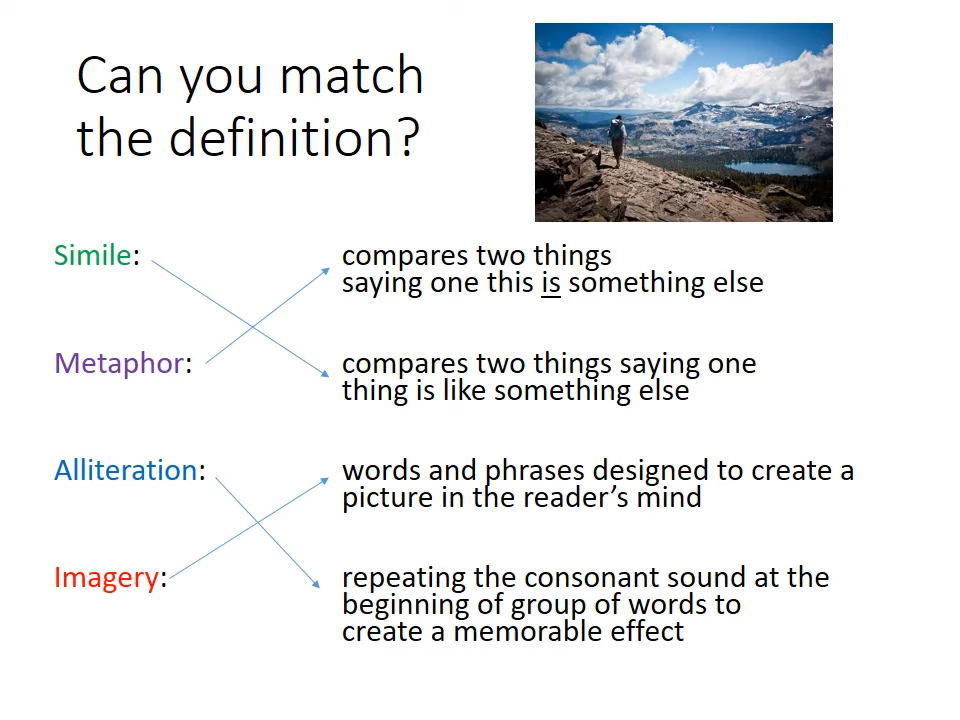 Can you match
the definition?
Simile:
compares two things
saying one this is something else
Metaphor:
compares two things saying one
thing is like something else
Alliteration:
words and phrases designed to create a
picture in the reader’s mind
Imagery:
repeating the consonant sound at the
beginning of group of words to
create a memorable effect